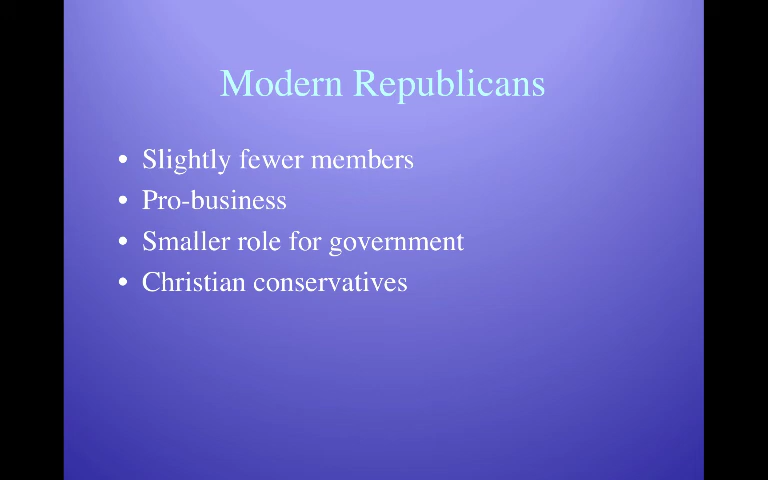 Modern Republicans
• Slightly fewer members
• Pro-business
• Smaller role for government
• Christian conservatives